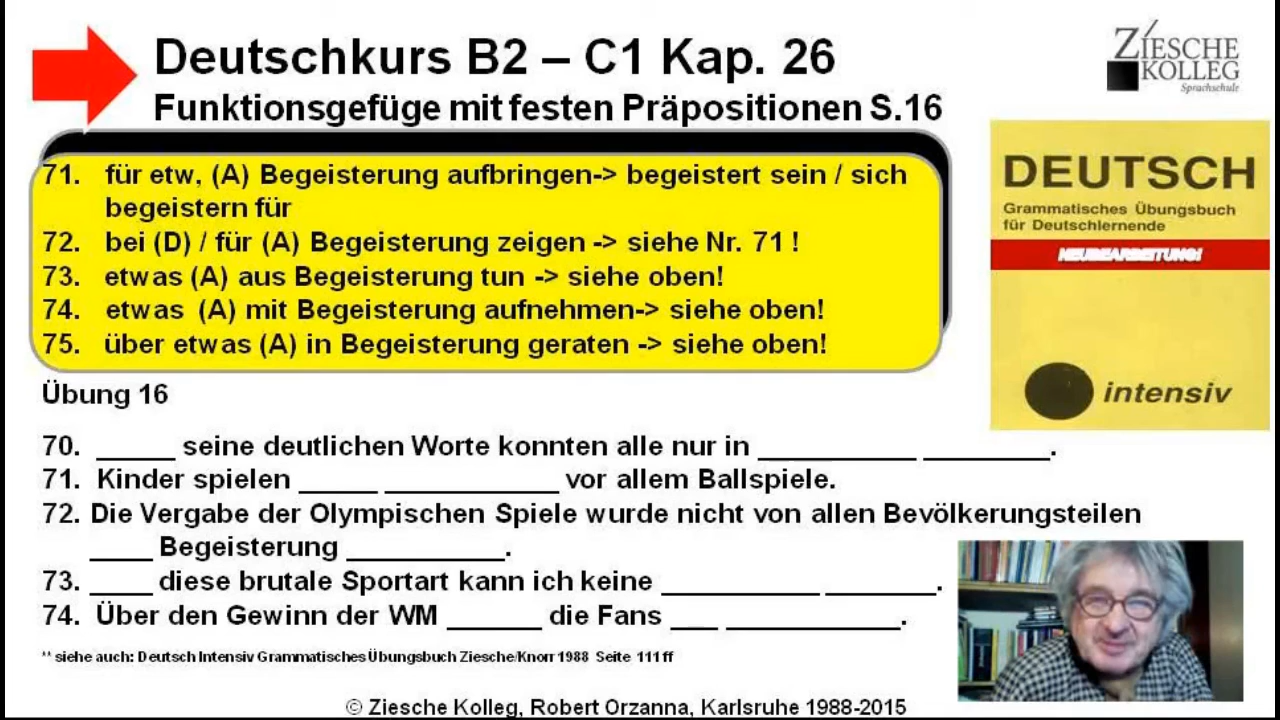 Deutschkurs B2 – C1 Kap. 26
Funktionsgefüge mit festen Präpositionen S.16
ZIESCHE
KOLLEG
Sprachschule
71. für etw, (A) Begeisterung aufbringen-> begeistert sein / sich
begeistern für
72. bei (D) / für (A) Begeisterung zeigen -> siehe Nr. 71 !
73. etwas (A) aus Begeisterung tun -> siehe oben!
74. etwas (A) mit Begeisterung aufnehmen-> siehe oben!
75. über etwas (A) in Begeisterung geraten -> siehe oben!
DEUTSCH
Grammatisches Übungsbuch
für Deutschlernende
NEUBEARBEITUNG!
intensiv
Übung 16
70. _____ seine deutlichen Worte konnten alle nur in __________ ________.
71. Kinder spielen _____ ___________ vor allem Ballspiele.
72. Die Vergabe der Olympischen Spiele wurde nicht von allen Bevölkerungsteilen
____ Begeisterung __________.
73. ____ diese brutale Sportart kann ich keine __________ _______.
74. Über den Gewinn der WM ______ die Fans ___ ___________.
** siehe auch: Deutsch Intensiv Grammatisches Übungsbuch Ziesche/Knorr 1988 Seite 111ff
© Ziesche Kolleg, Robert Orzanna, Karlsruhe 1988-2015